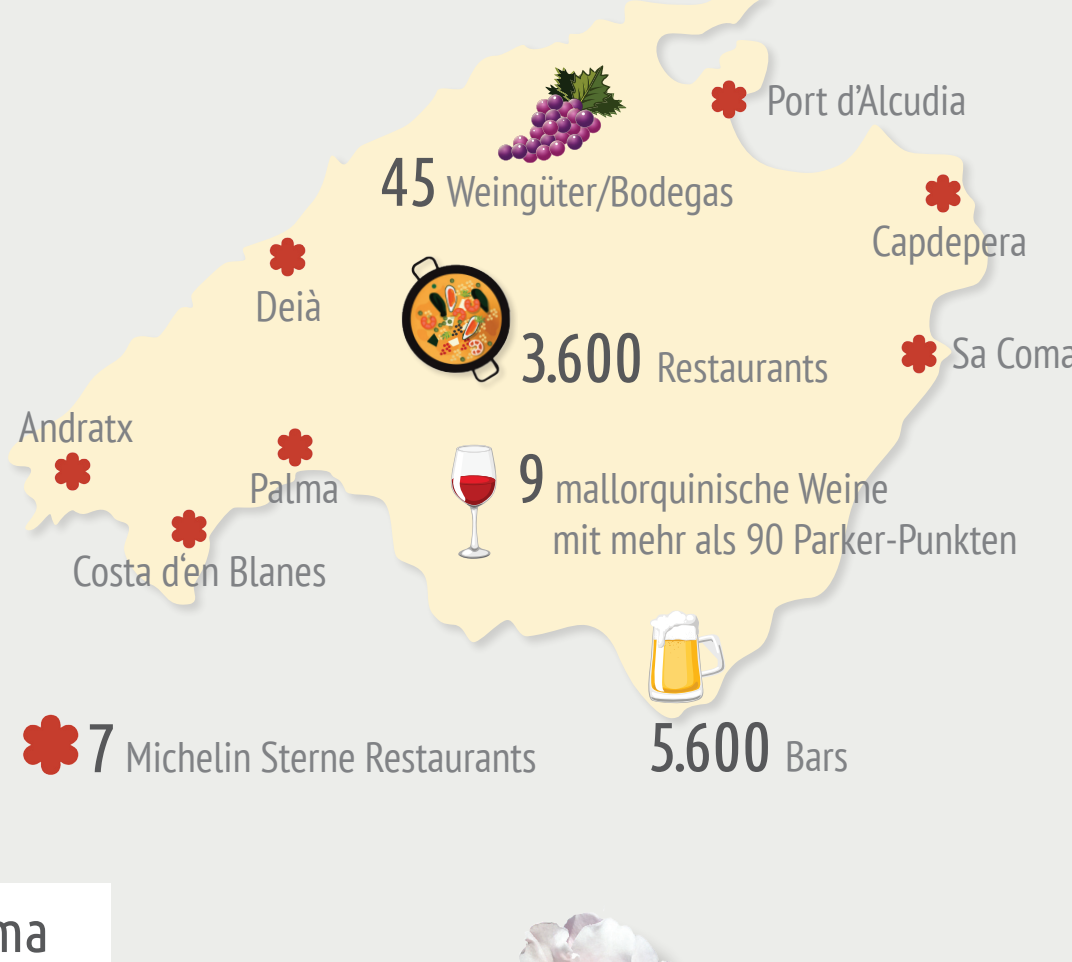 Port d'Alcudia
45 Weingüter/Bodegas
Capdepera
Deià
3.600 Restaurants
Sa Coma
Andratx
Palma
9 mallorquinische Weine
mit mehr als 90 Parker-Punkten
Costa d'en Blanes
7 Michelin Sterne Restaurants
5.600 Bars
ma